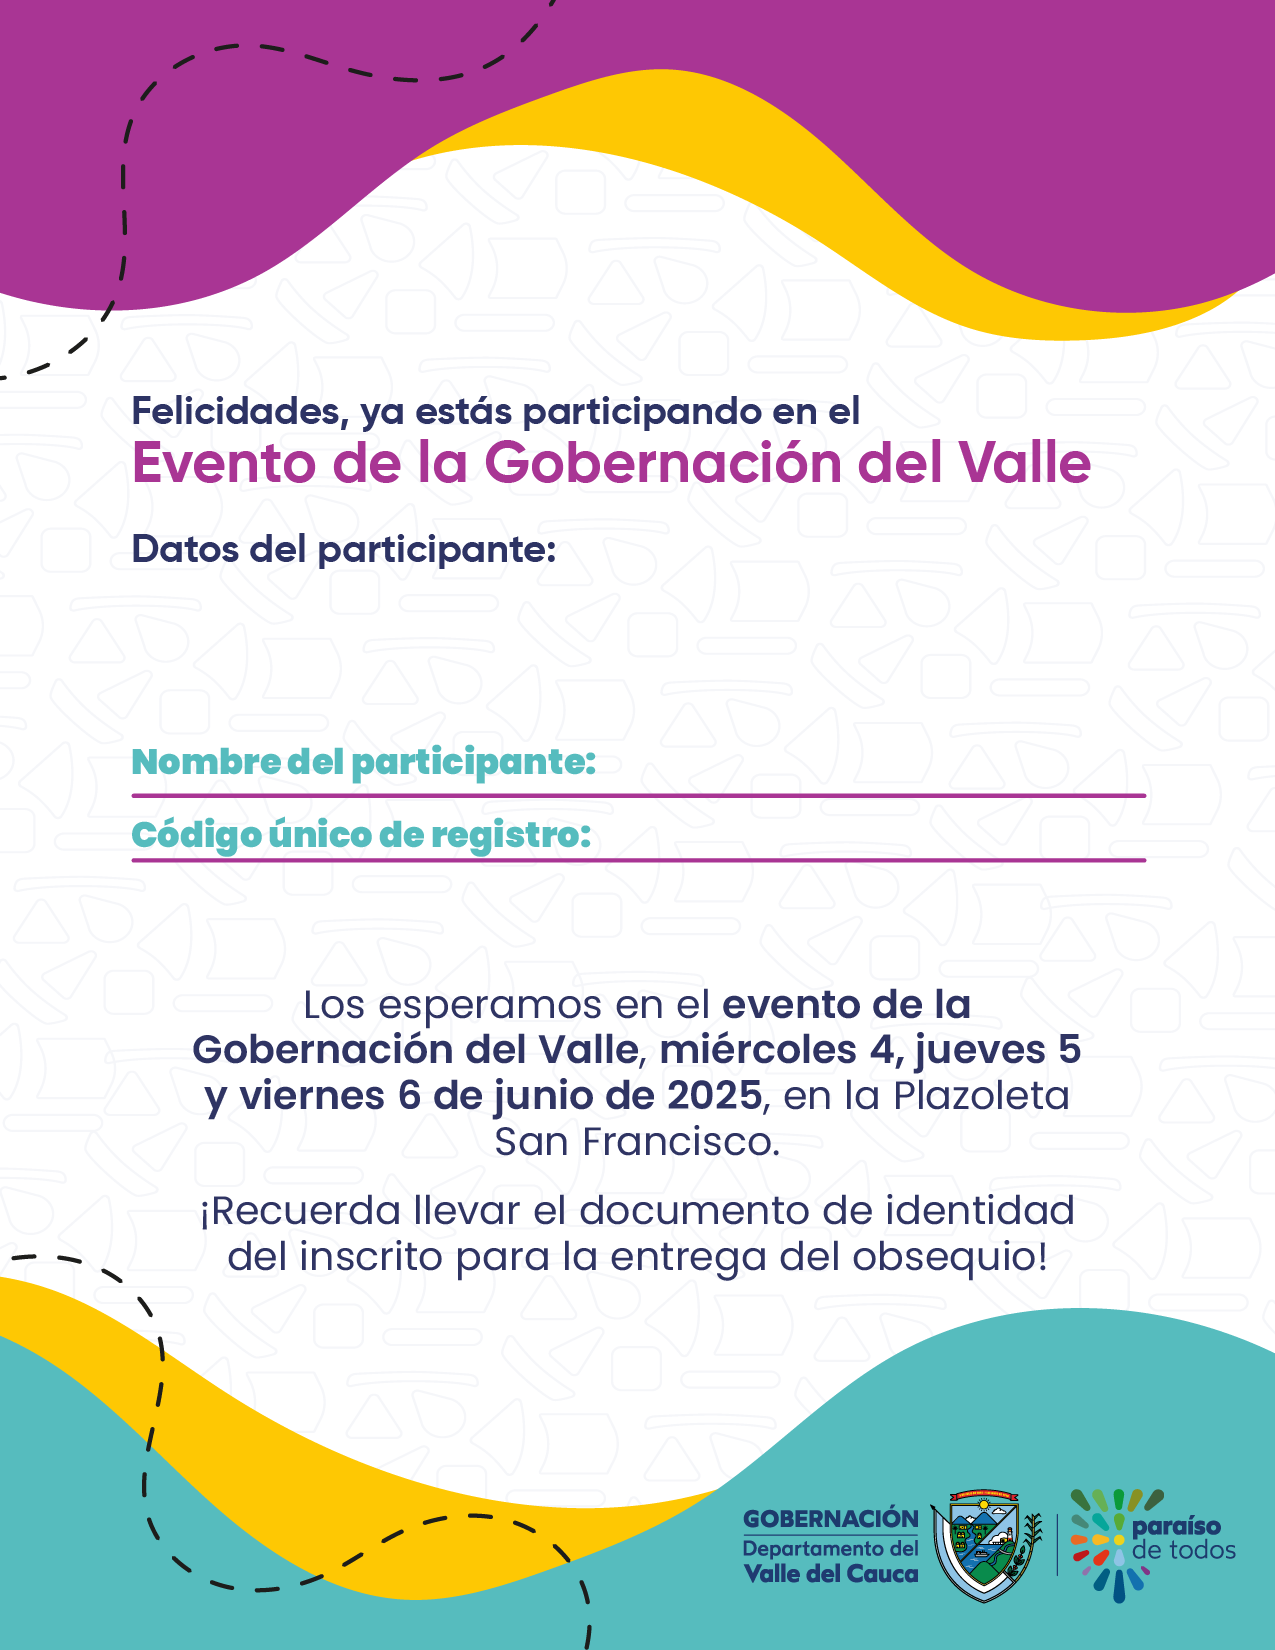 Felicidades, ya estás participando en el
Evento de la Gobernación del Valle
Datos del participante:
Nombre del participante:
Código único de registro:
Los esperamos en el evento de la
Gobernación del Valle, miércoles 4, jueves 5
y viernes 6 de junio de 2025, en la Plazoleta
San Francisco.
¡Recuerda llevar el documento de identidad
del inscrito para la entrega del obsequio!
GOBERNACIÓN
Departamento del
Valle del Cauca
paraíso
de todos